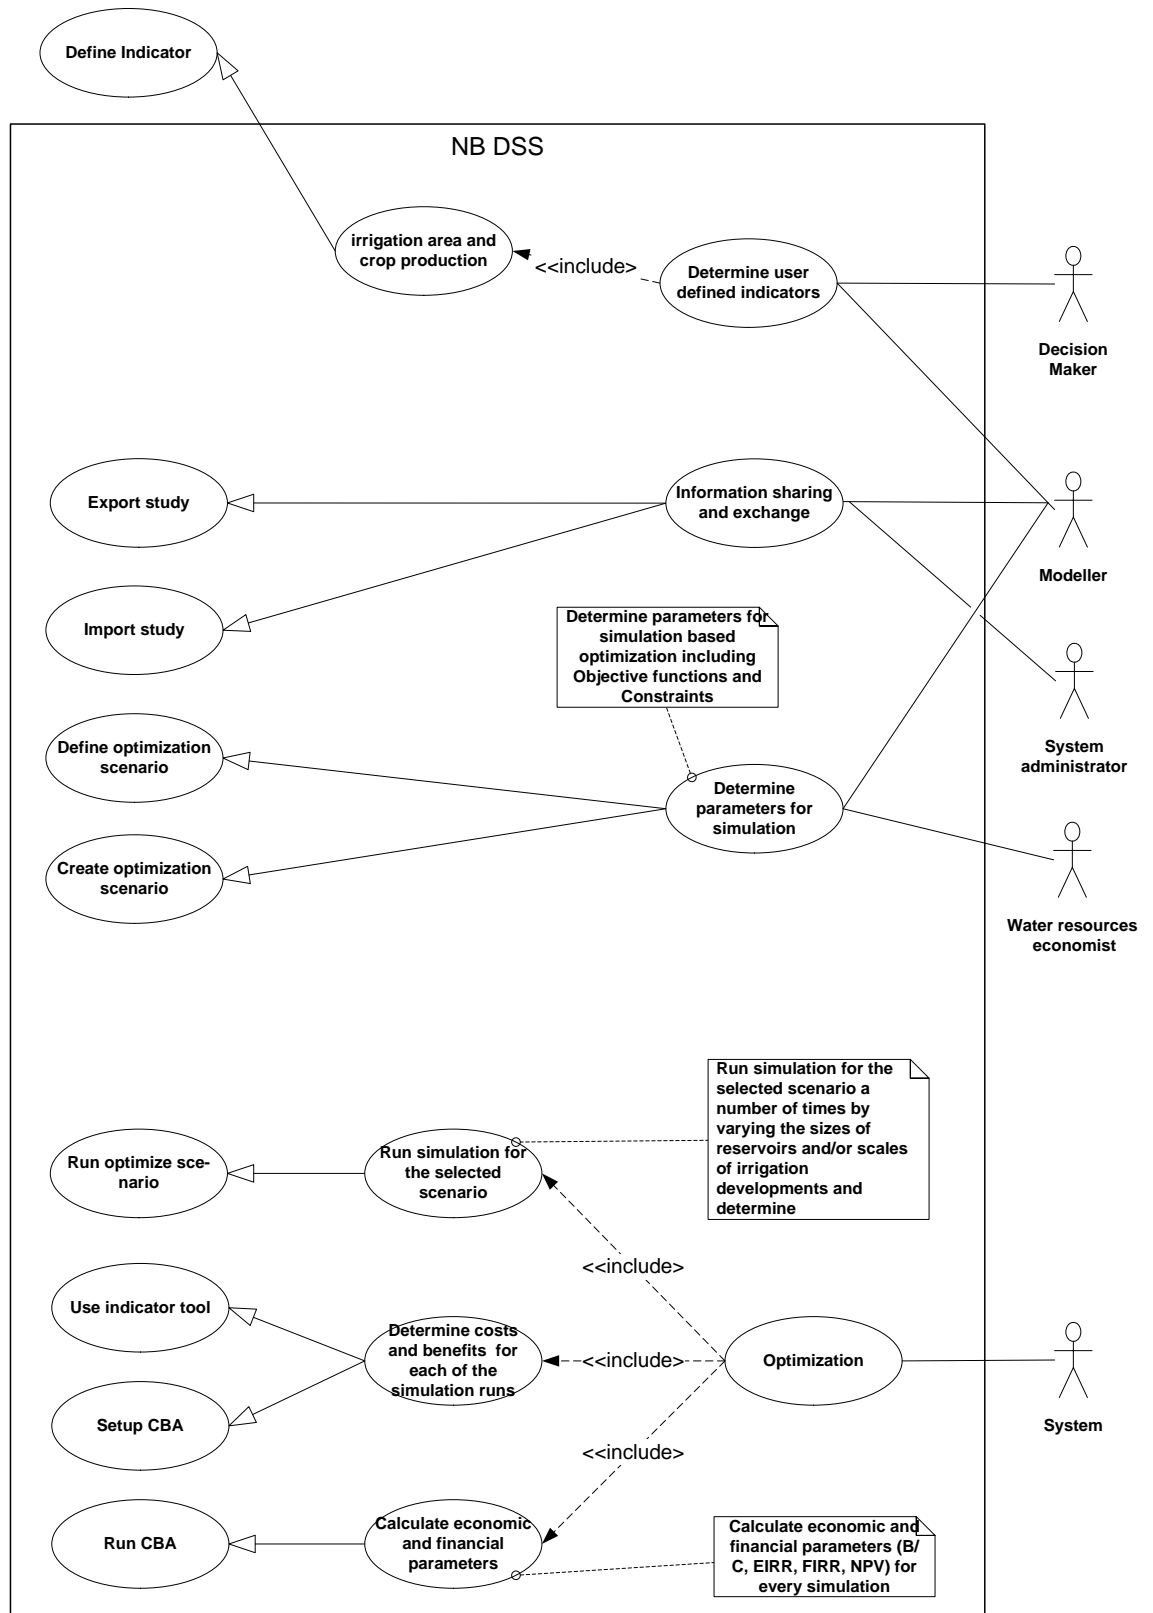 Define Indicator
NB DSS
irrigation area and
crop production
<<include>
Determine user
defined indicators
Decision
Maker
Export study
Information sharing
and exchange
Modeller
Import study
Determine parameters for
simulation based
optimization including
Objective functions and
Constraints
System
administrator
Define optimization
scenario
Determine
parameters for
simulation
Create optimization
scenario
Water resources
economist
Run simulation for the
selected scenario a
number of times by
varying the sizes of
reservoirs and/or scales
of irrigation
developments and
determine
Run optimize sce-
nario
Run simulation for
the selected
scenario
<<include>
Use indicator tool
Determine costs
and benefits  for
each of the
simulation runs
<<include>
Optimization
Setup CBA
System
<<include>
Run CBA
Calculate economic
and financial
parameters
Calculate economic and
financial parameters (B/
C, EIRR, FIRR, NPV) for
every simulation